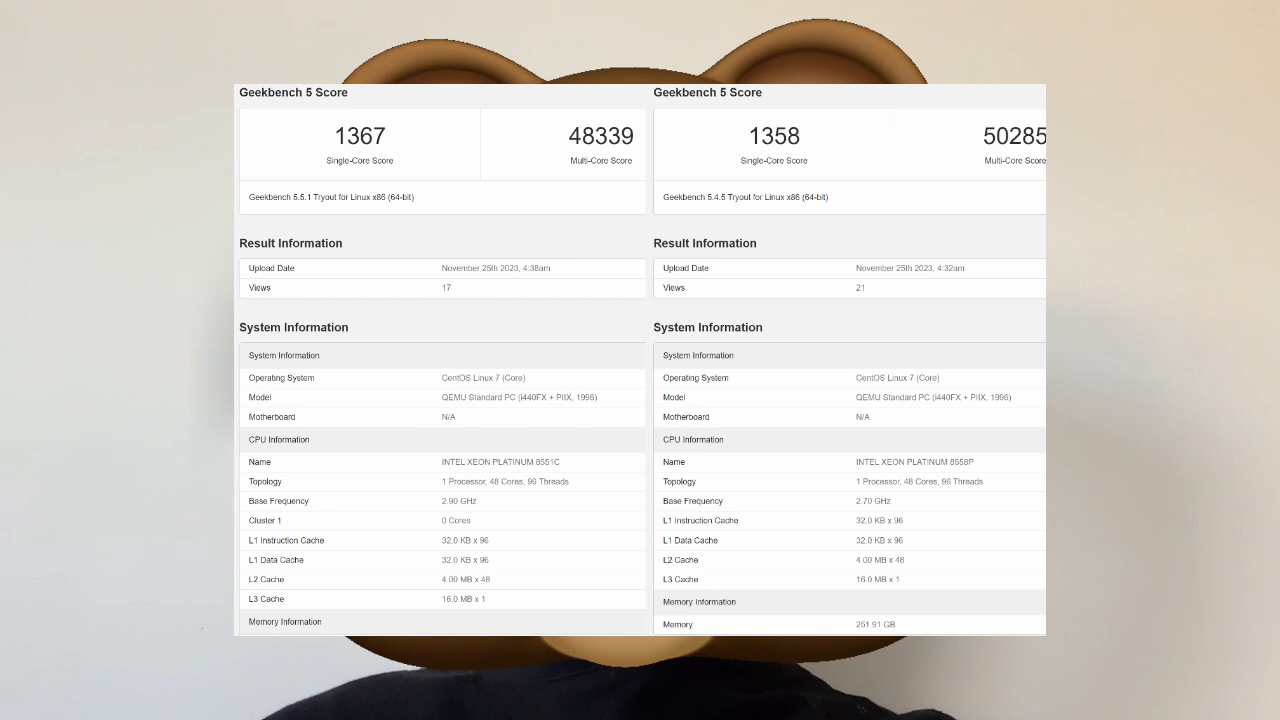 Geekbench 5 Score
1367
48339
Single-Core Score
Multi-Core Score
Geekbench 5.5.1 Tryout for Linux x86 (64-bit)
Result Information
Upload Date November 25th 2023, 4:38am
Views 17
System Information
System Information
Operating System CentOS Linux 7 (Core)
Model QEMU Standard PC (i440FX + PIIX, 1996)
Motherboard N/A
CPU Information
Name INTEL XEON PLATINUM 8551C
Topology 1 Processor, 48 Cores, 96 Threads
Base Frequency 2.90 GHz
Cluster 1 0 Cores
L1 Instruction Cache 32.0 KB x 96
L1 Data Cache 32.0 KB x 96
L2 Cache 4.00 MB x 48
L3 Cache 16.0 MB x 1
Memory Information
Geekbench 5 Score
1358
50285
Single-Core Score
Multi-Core Score
Geekbench 5.4.5 Tryout for Linux x86 (64-bit)
Result Information
Upload Date November 25th 2023, 4:32am
Views 21
System Information
System Information
Operating System CentOS Linux 7 (Core)
Model QEMU Standard PC (i440FX + PIIX, 1996)
Motherboard N/A
CPU Information
Name INTEL XEON PLATINUM 8558P
Topology 1 Processor, 48 Cores, 96 Threads
Base Frequency 2.70 GHz
L1 Instruction Cache 32.0 KB x 96
L1 Data Cache 32.0 KB x 96
L2 Cache 4.00 MB x 48
L3 Cache 16.0 MB x 1
Memory Information
Memory 251.91 GB